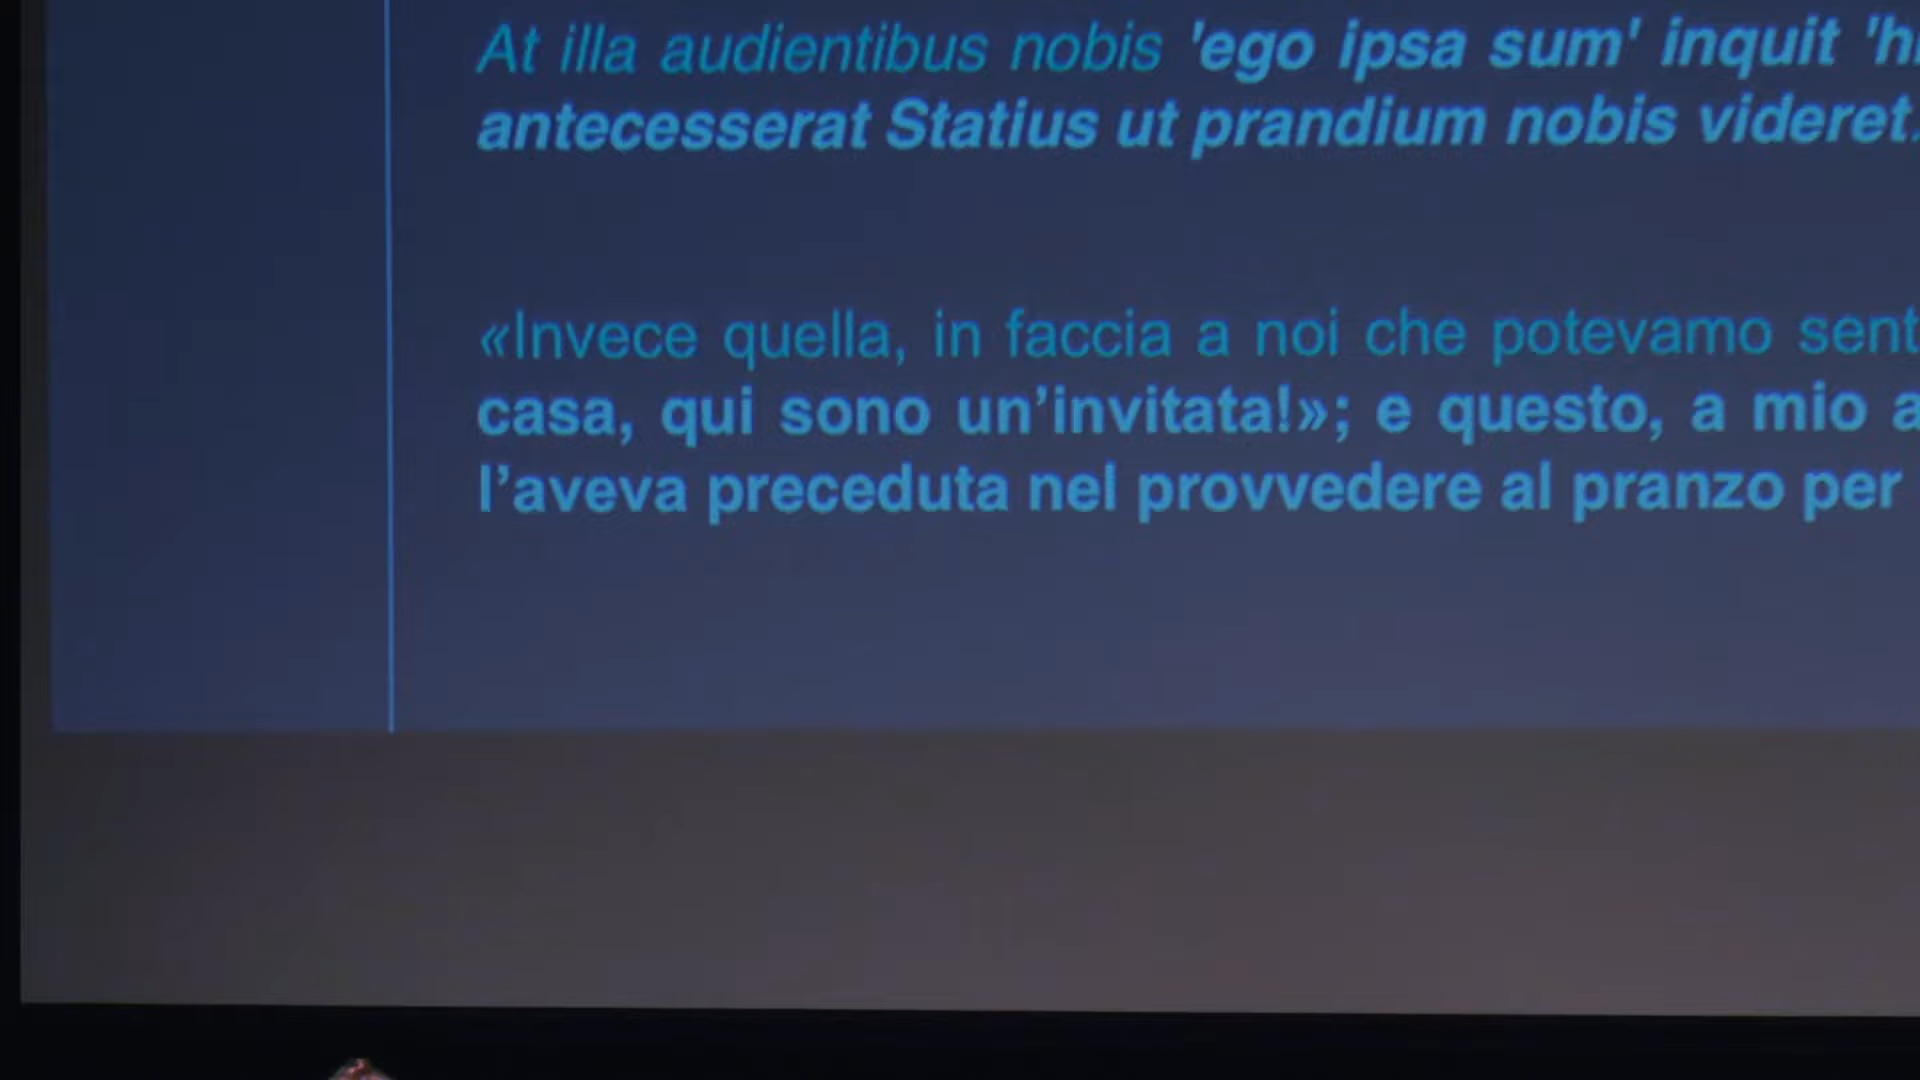 At illa audientibus nobis 'ego ipsa sum' inquit
antecesserat Statius ut prandium nobis videret.
«Invece quella, in faccia a noi che potevamo
casa, qui sono un’invitata!»; e questo, a mio
l’aveva preceduta nel provvedere al pranzo per